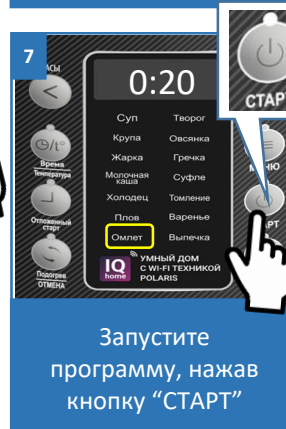 7
ЧАСЫ
0:20
СТАРТ
Суп Творог
Крупа Овсянка
Жарка Гречка
Молочная каша Суфле
Холодец Томление
Плов Варенье
Омлет Выпечка
/t°
Время
Температура
Отложенный
старт
Подогрев
ОТМЕНА
МЕНЮ
IQ
home
УМНЫЙ ДОМ
С WI-FI ТЕХНИКОЙ
POLARIS
Запустите
программу, нажав
кнопку “СТАРТ”